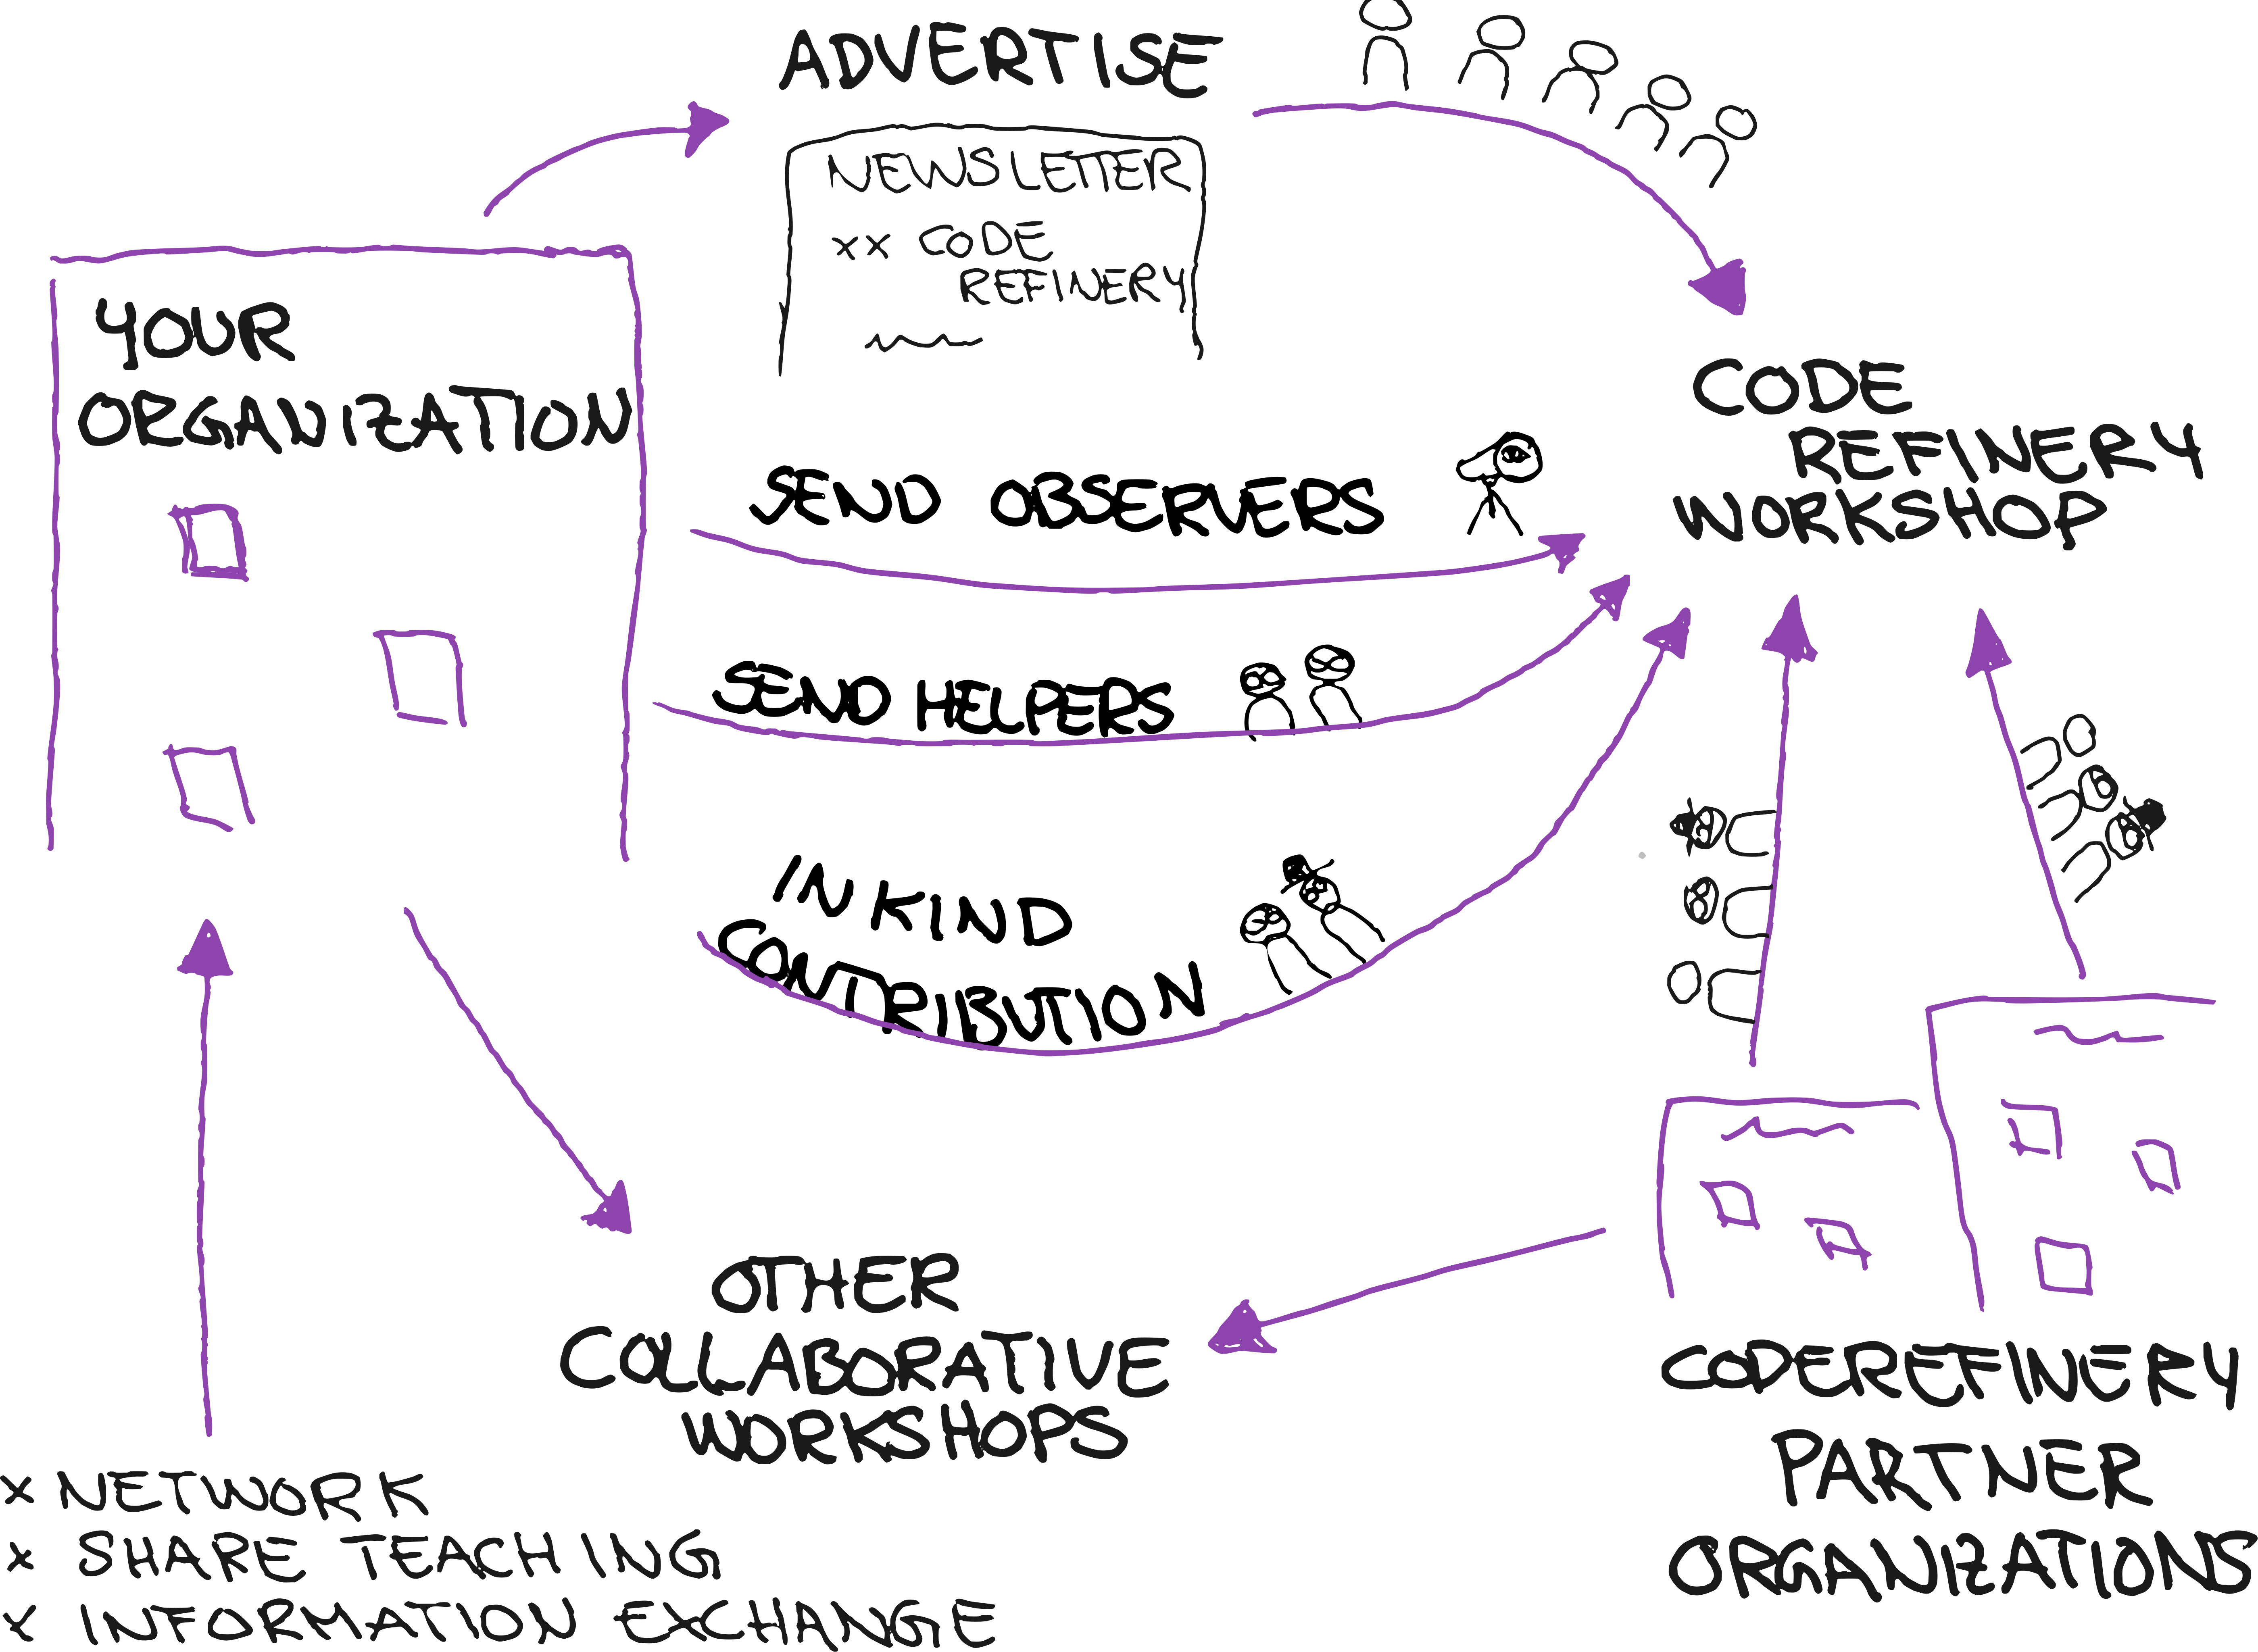 ADVERTISE
NEWSLETTER
xx CODE
REFINERY
YOUR
ORGANIZATION
CODE
REFINERY
WORKSHOP
SEND OBSERVERS
SEND HELPERS
IN KIND
CONTRIBUTION
OTHER
COLLABORATIVE
WORKSHOPS
CODEREFINERY
PARTNER
ORGANIZATIONS
x NETWORK
x SHARE TEACHING
x INFORMATION EXCHANGE